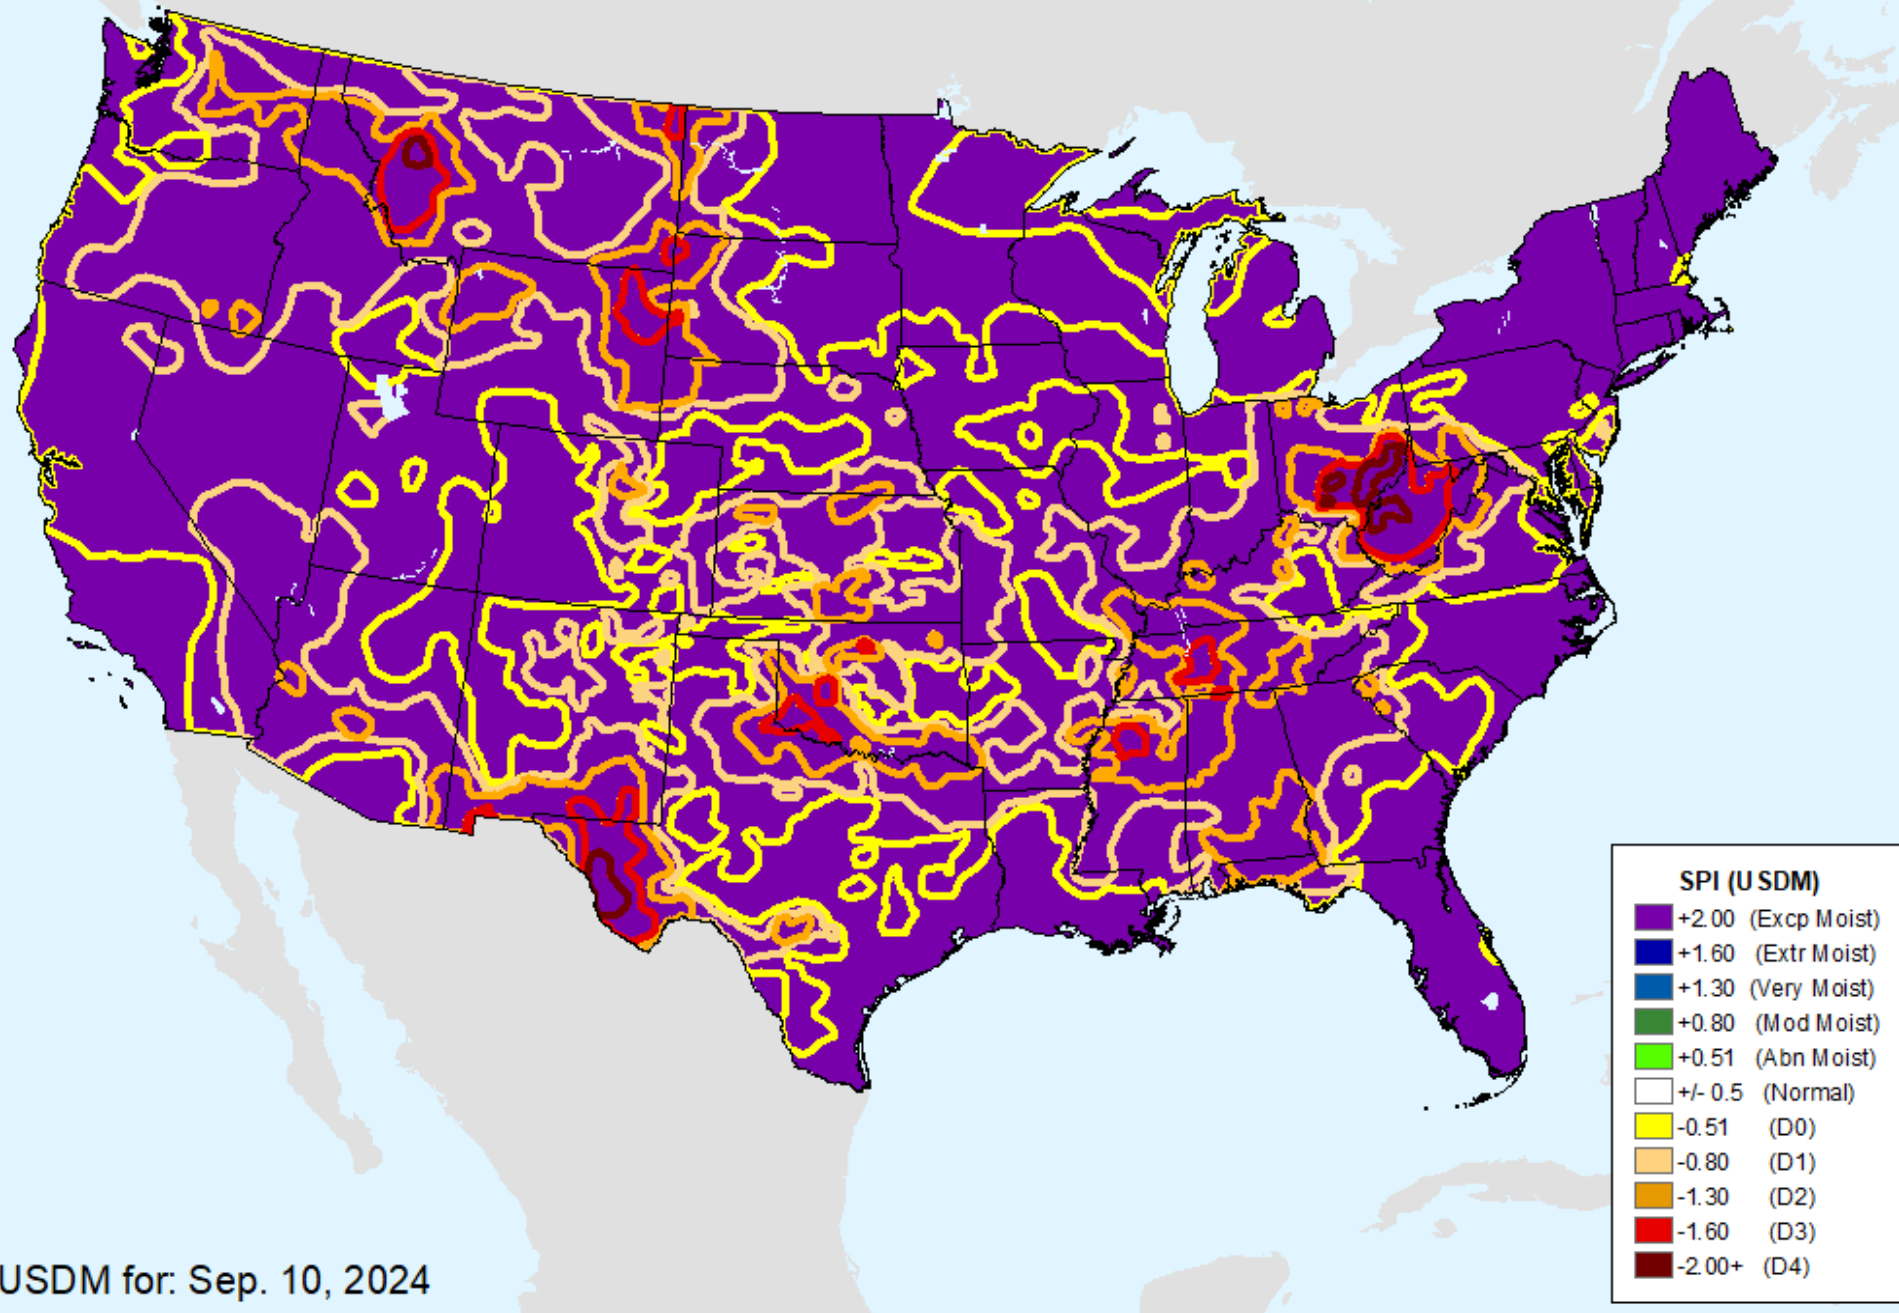 SPI (USDM)
+2.00 (Excp Moist)
+1.60 (Extr Moist)
+1.30 (Very Moist)
+0.80 (Mod Moist)
+0.51 (Abn Moist)
+/- 0.5 (Normal)
-0.51 (D0)
-0.80 (D1)
-1.30 (D2)
-1.60 (D3)
-2.00+ (D4)
USDM for: Sep. 10, 2024